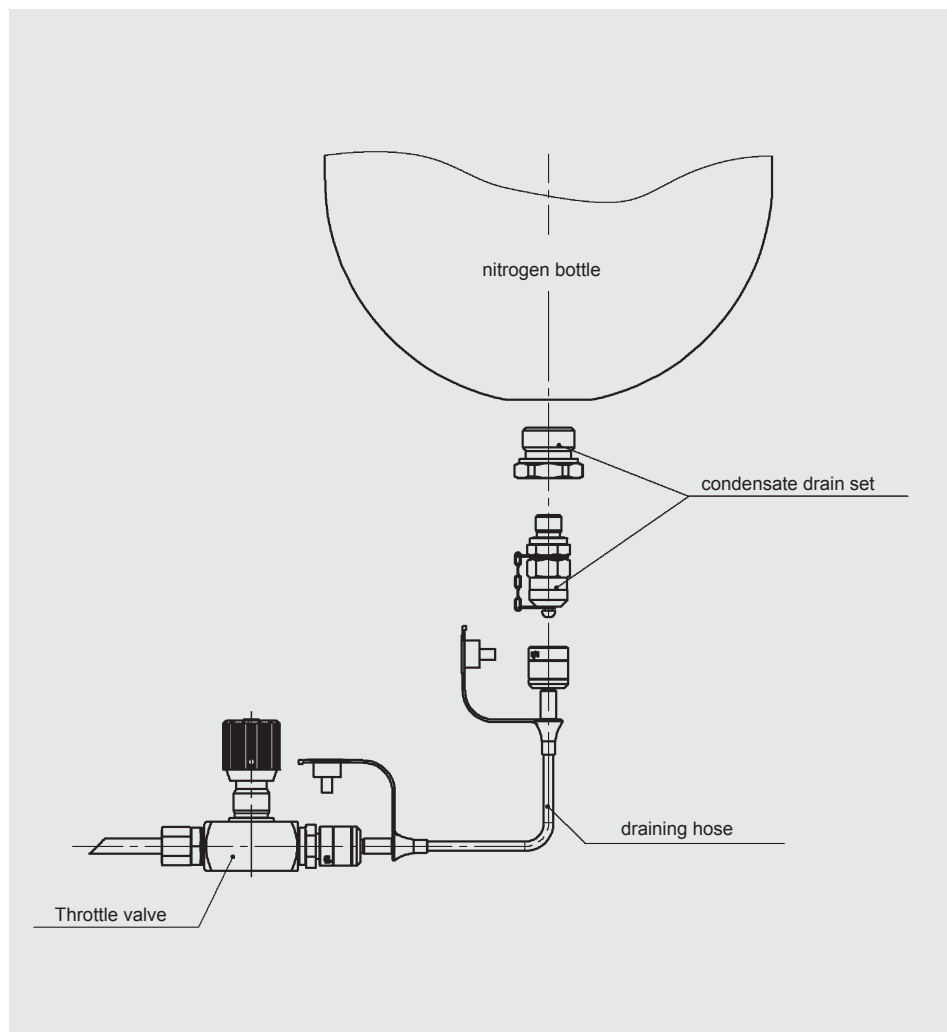 nitrogen bottle
condensate drain set
draining hose
Throttle valve